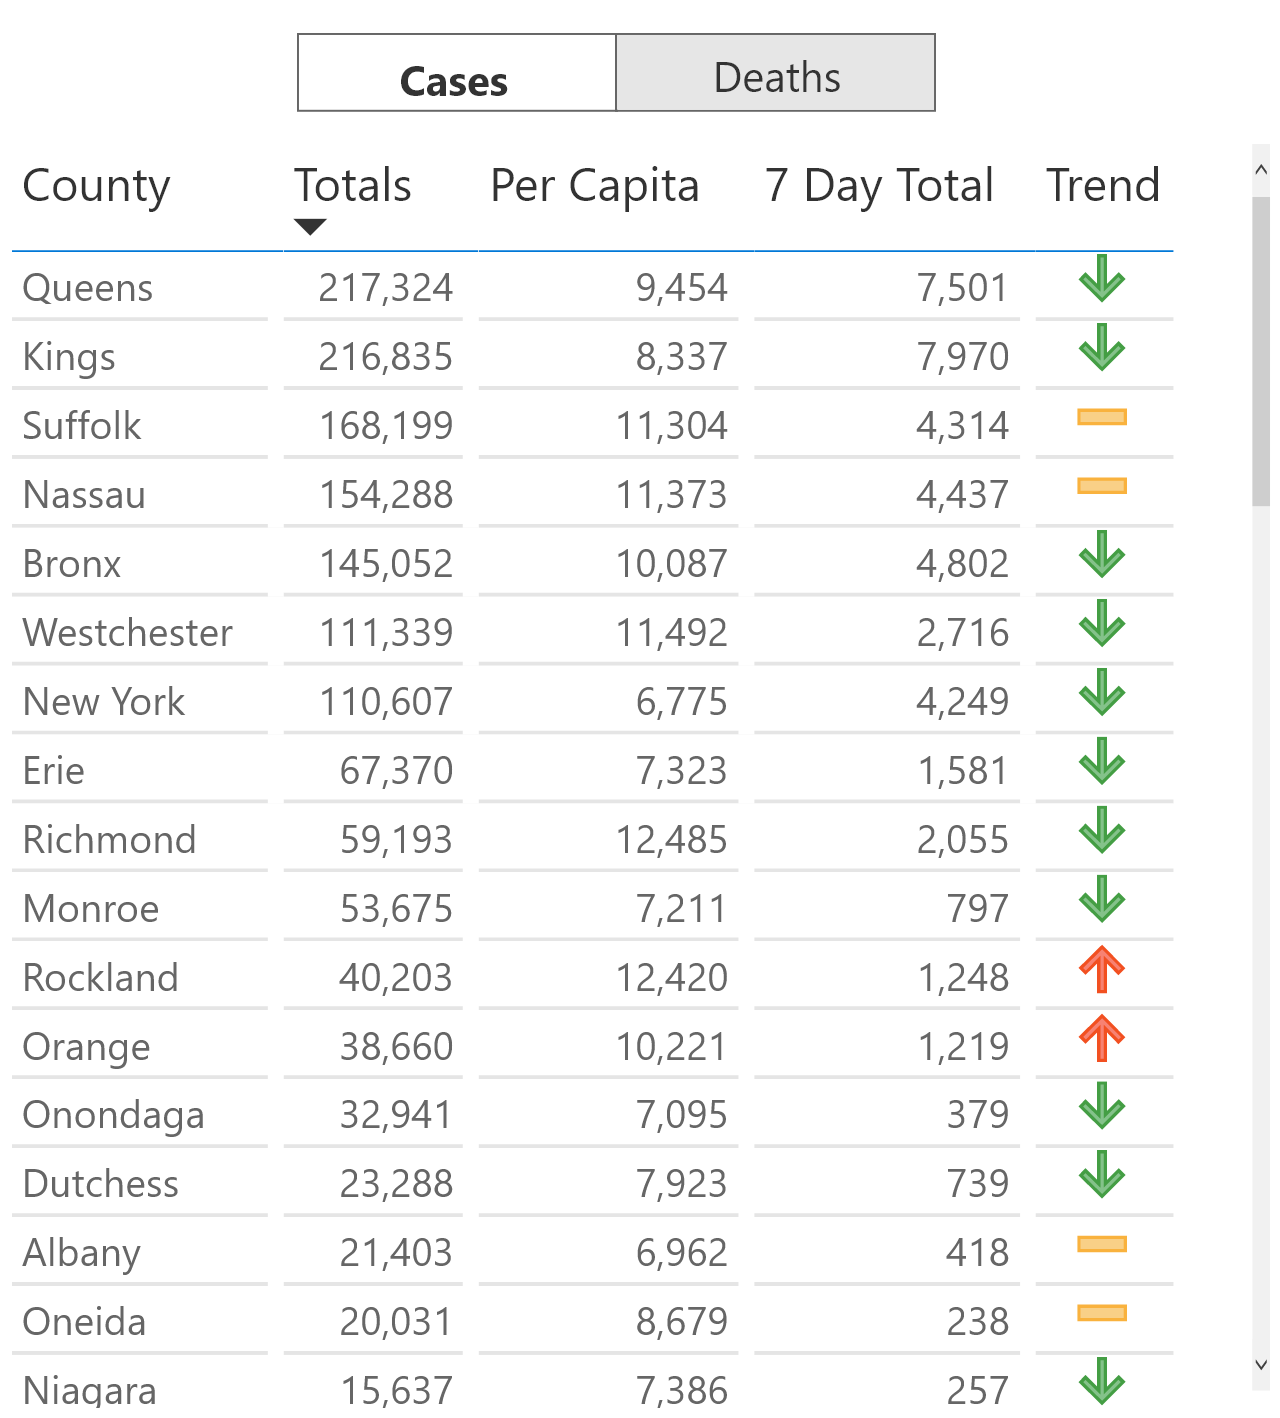 Cases Deaths
County Totals Per Capita 7 Day Total Trend
Queens 217,324 9,454 7,501
Kings 216,835 8,337 7,970
Suffolk 168,199 11,304 4,314
Nassau 154,288 11,373 4,437
Bronx 145,052 10,087 4,802
Westchester 111,339 11,492 2,716
New York 110,607 6,775 4,249
Erie 67,370 7,323 1,581
Richmond 59,193 12,485 2,055
Monroe 53,675 7,211 797
Rockland 40,203 12,420 1,248
Orange 38,660 10,221 1,219
Onondaga 32,941 7,095 379
Dutchess 23,288 7,923 739
Albany 21,403 6,962 418
Oneida 20,031 8,679 238
Niagara 15,637 7,386 257